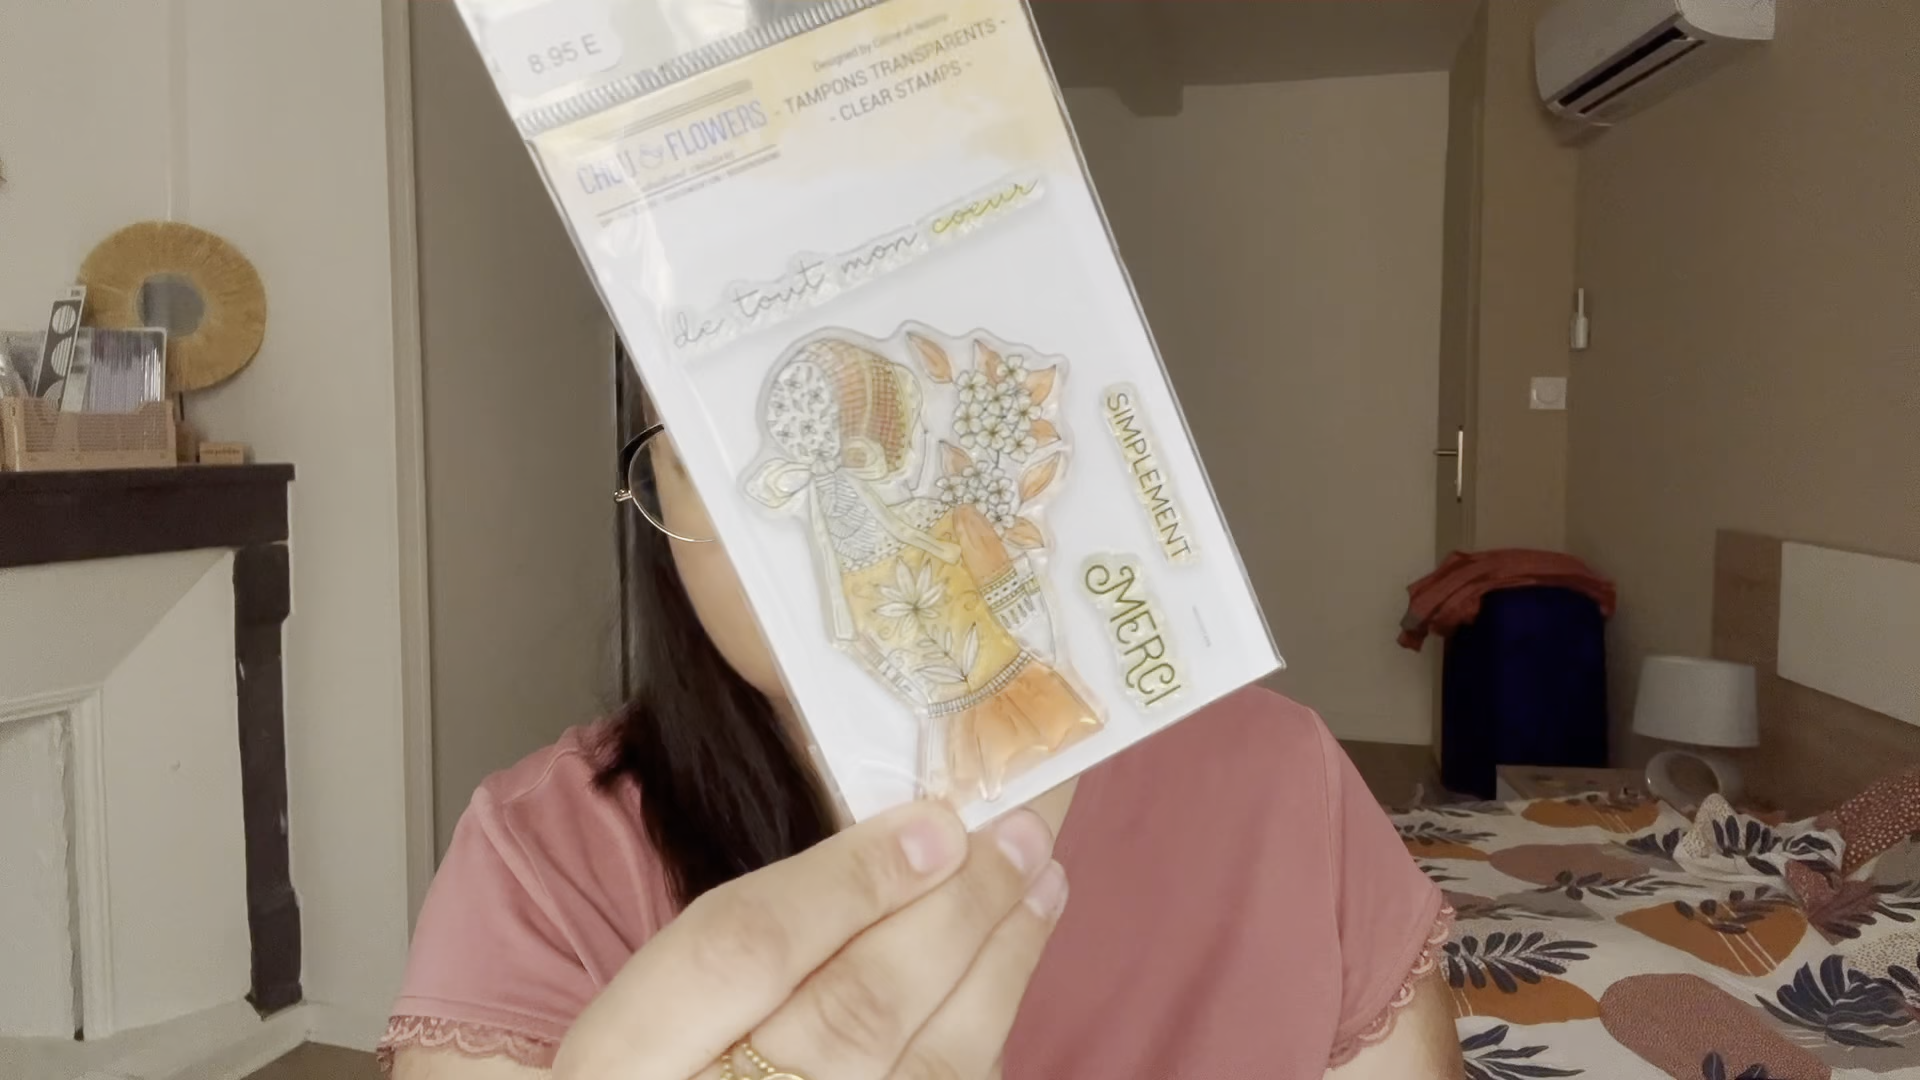 8.95 E
Designed by
- TAMPONS TRANSPARENTS -
- CLEAR STAMPS -
CHOU & FLOWERS
de tout mon coeur
SIMPLEMENT
MERCI